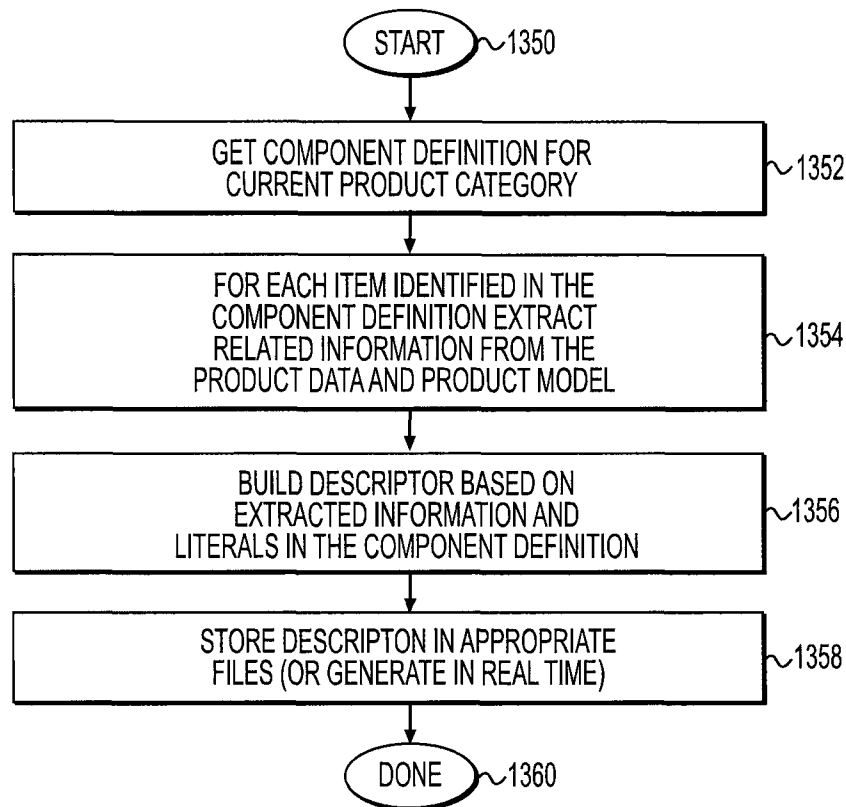 START
1350
GET COMPONENT DEFINITION FOR
CURRENT PRODUCT CATEGORY
1352
FOR EACH ITEM IDENTIFIED IN THE
COMPONENT DEFINITION EXTRACT
RELATED INFORMATION FROM THE
PRODUCT DATA AND PRODUCT MODEL
1354
BUILD DESCRIPTOR BASED ON
EXTRACTED INFORMATION AND
LITERALS IN THE COMPONENT DEFINITION
1356
STORE DESCRIPTON IN APPROPRIATE
FILES (OR GENERATE IN REAL TIME)
1358
DONE
1360